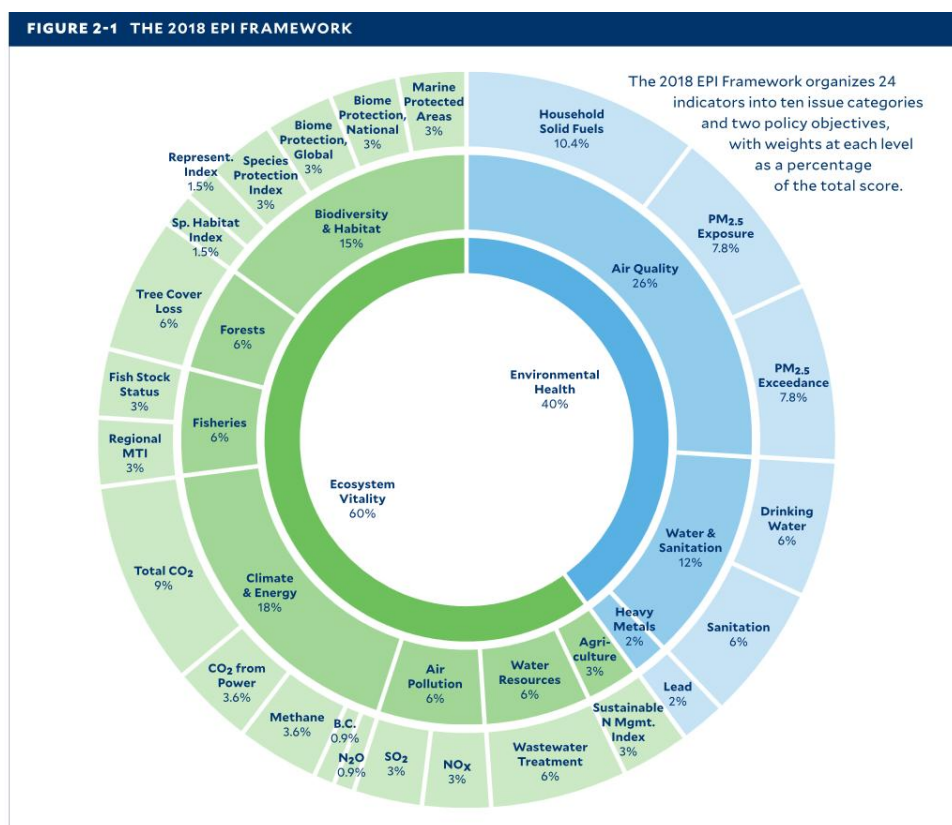 FIGURE 2-1 THE 2018 EPI FRAMEWORK
The 2018 EPI Framework organizes 24
indicators into ten issue categories
and two policy objectives,
with weights at each level
as a percentage
of the total score.
Environmental
Health
40%
Ecosystem
Vitality
60%
Air Quality
26%
Water &
Sanitation
12%
Heavy
Metals
2%
Agri-
culture
3%
Water
Resources
6%
Air
Pollution
6%
Climate
& Energy
18%
Fisheries
6%
Forests
6%
Biodiversity
& Habitat
15%
Household
Solid Fuels
10.4%
PM2.5
Exposure
7.8%
PM2.5
Exceedance
7.8%
Drinking
Water
6%
Sanitation
6%
Lead
2%
Sustainable
N Mgmt.
Index
3%
Wastewater
Treatment
6%
NOX
3%
SO2
3%
N2O
0.9%
B.C.
0.9%
Methane
3.6%
CO2 from
Power
3.6%
Total CO2
9%
Regional
MTI
3%
Fish Stock
Status
3%
Tree Cover
Loss
6%
Sp. Habitat
Index
1.5%
Represent.
Index
1.5%
Species
Protection
Index
3%
Biome
Protection,
Global
3%
Biome
Protection,
National
3%
Marine
Protected
Areas
3%